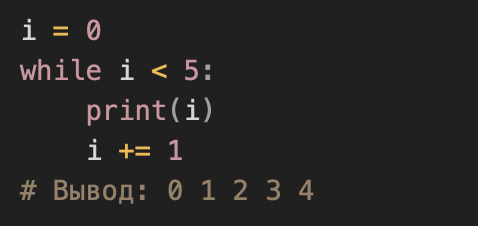 i = 0
while i < 5:
    print(i)
    i += 1
# Вывод: 0 1 2 3 4